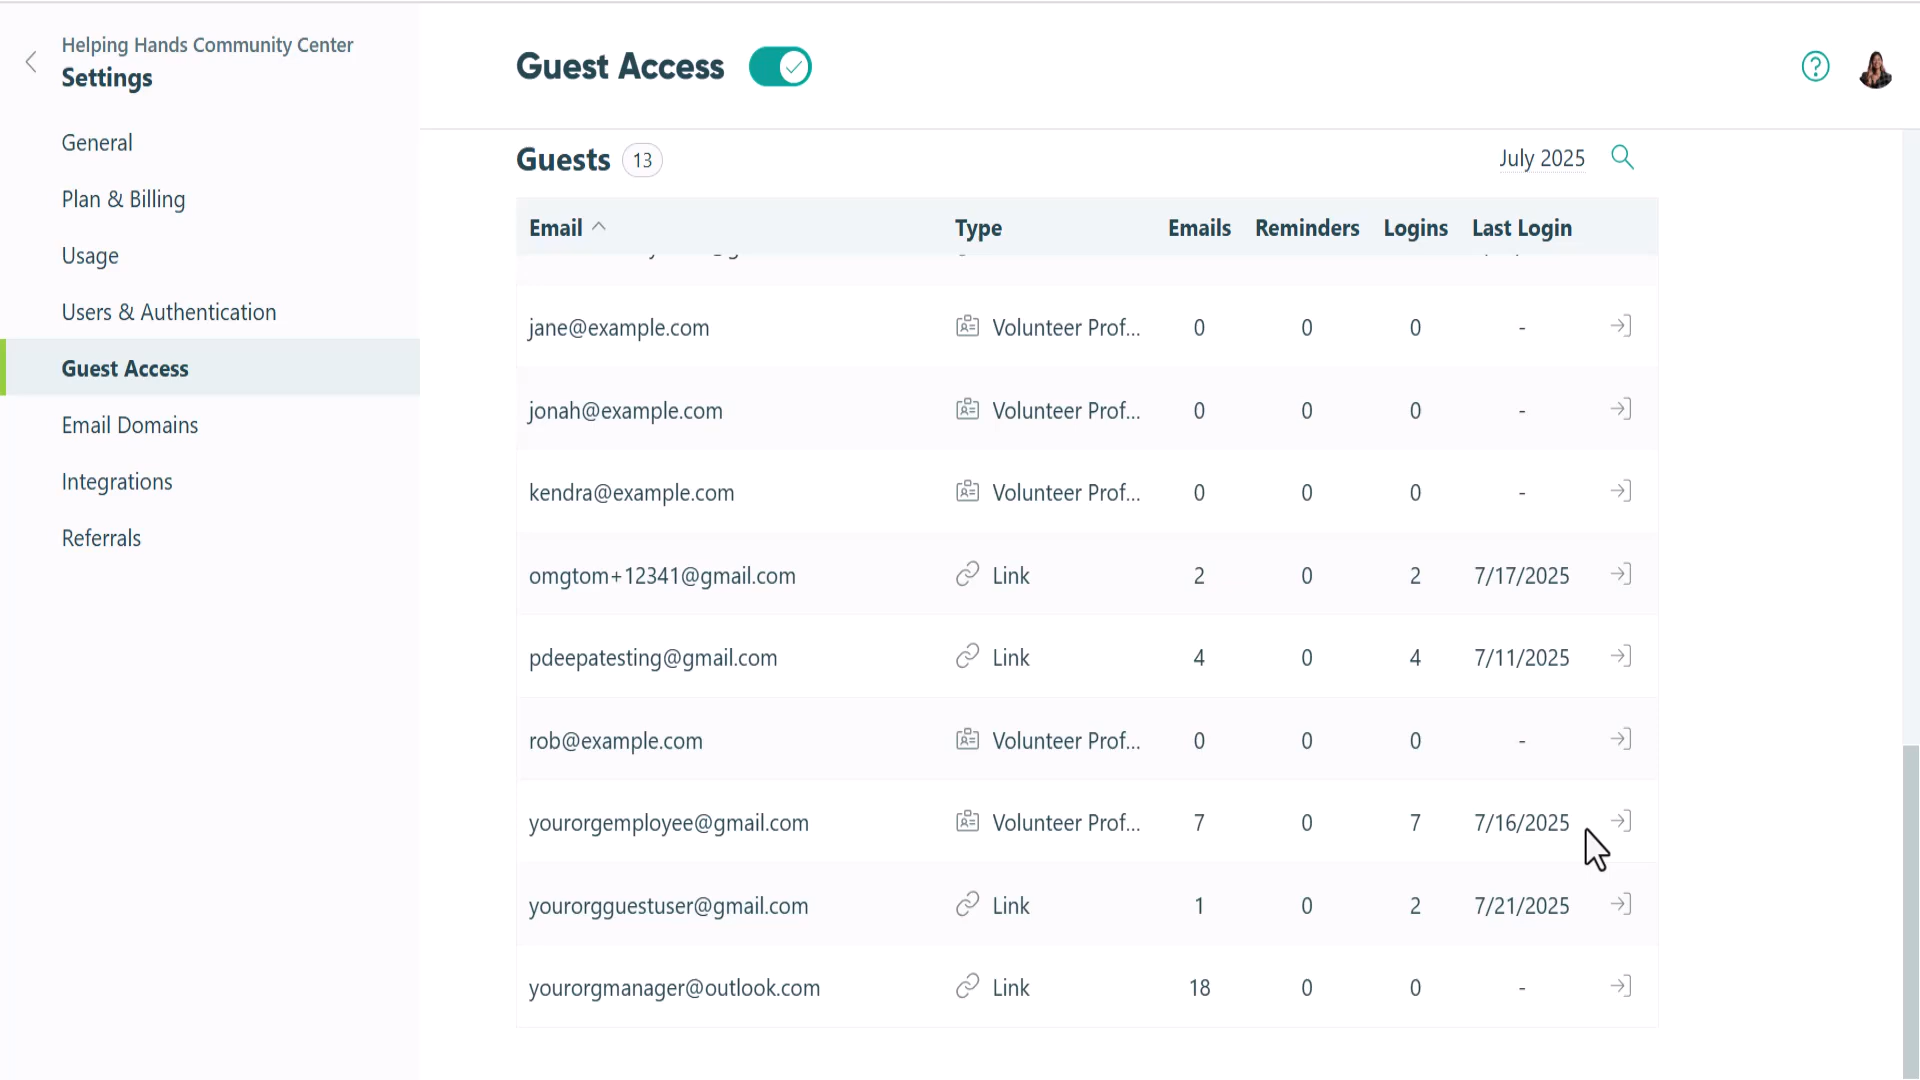 Helping Hands Community Center
Settings
General
Plan & Billing
Usage
Users & Authentication
Guest Access
Email Domains
Integrations
Referrals
Guest Access
Guests 13
July 2025
Email Type Emails Reminders Logins Last Login
jane@example.com Volunteer Prof... 0 0 0 -
jonah@example.com Volunteer Prof... 0 0 0 -
kendra@example.com Volunteer Prof... 0 0 0 -
omgtom+12341@gmail.com Link 2 0 2 7/17/2025
pdeepatesting@gmail.com Link 4 0 4 7/11/2025
rob@example.com Volunteer Prof... 0 0 0 -
yourorgemployee@gmail.com Volunteer Prof... 7 0 7 7/16/2025
yourorgguestuser@gmail.com Link 1 0 2 7/21/2025
yourorgmanager@outlook.com Link 18 0 0 -